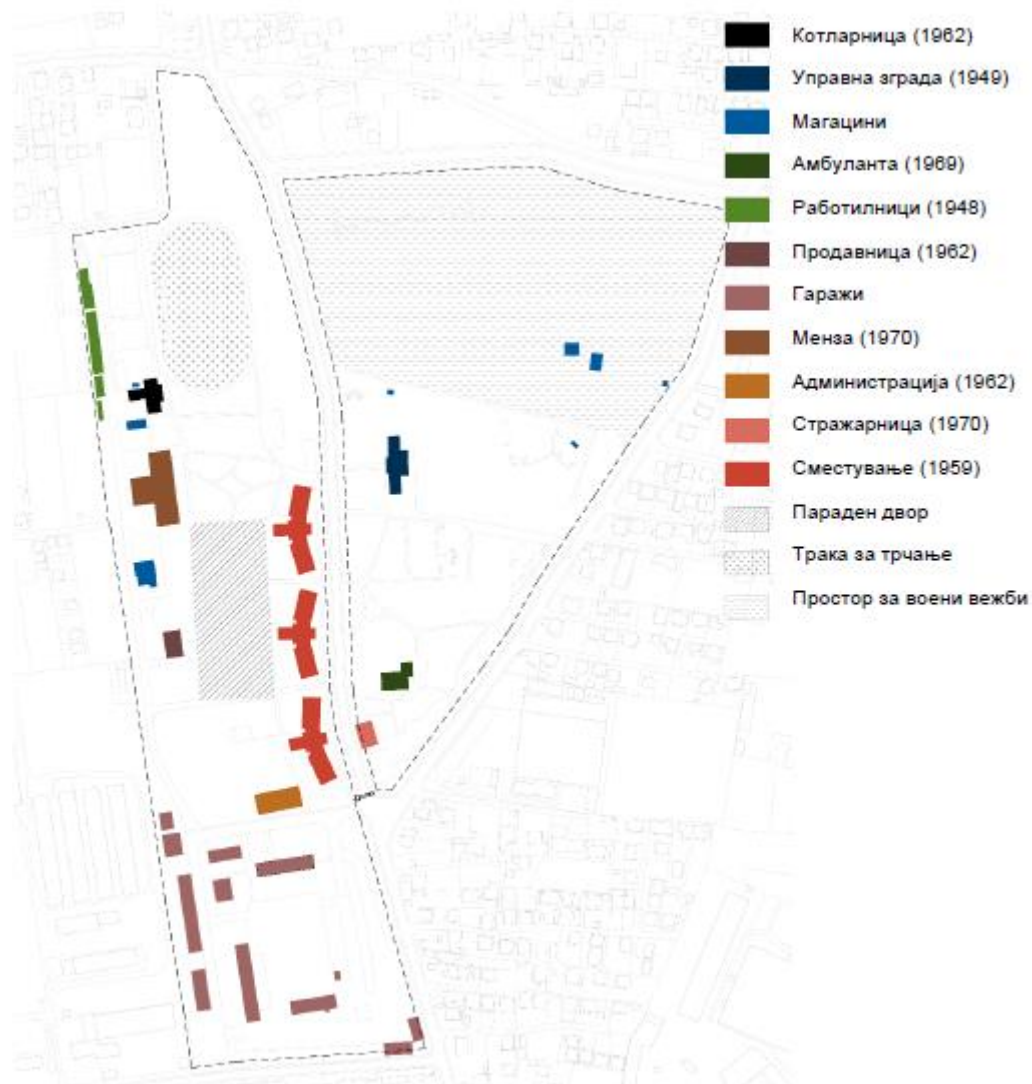 Котларница (1962)
Управна зграда (1949)
Магацини
Амбуланта (1969)
Работилници (1948)
Продавница (1962)
Гаражи
Менза (1970)
Администрација (1962)
Стражарница (1970)
Сместување (1959)
Параден двор
Трака за трчање
Простор за воени вежби